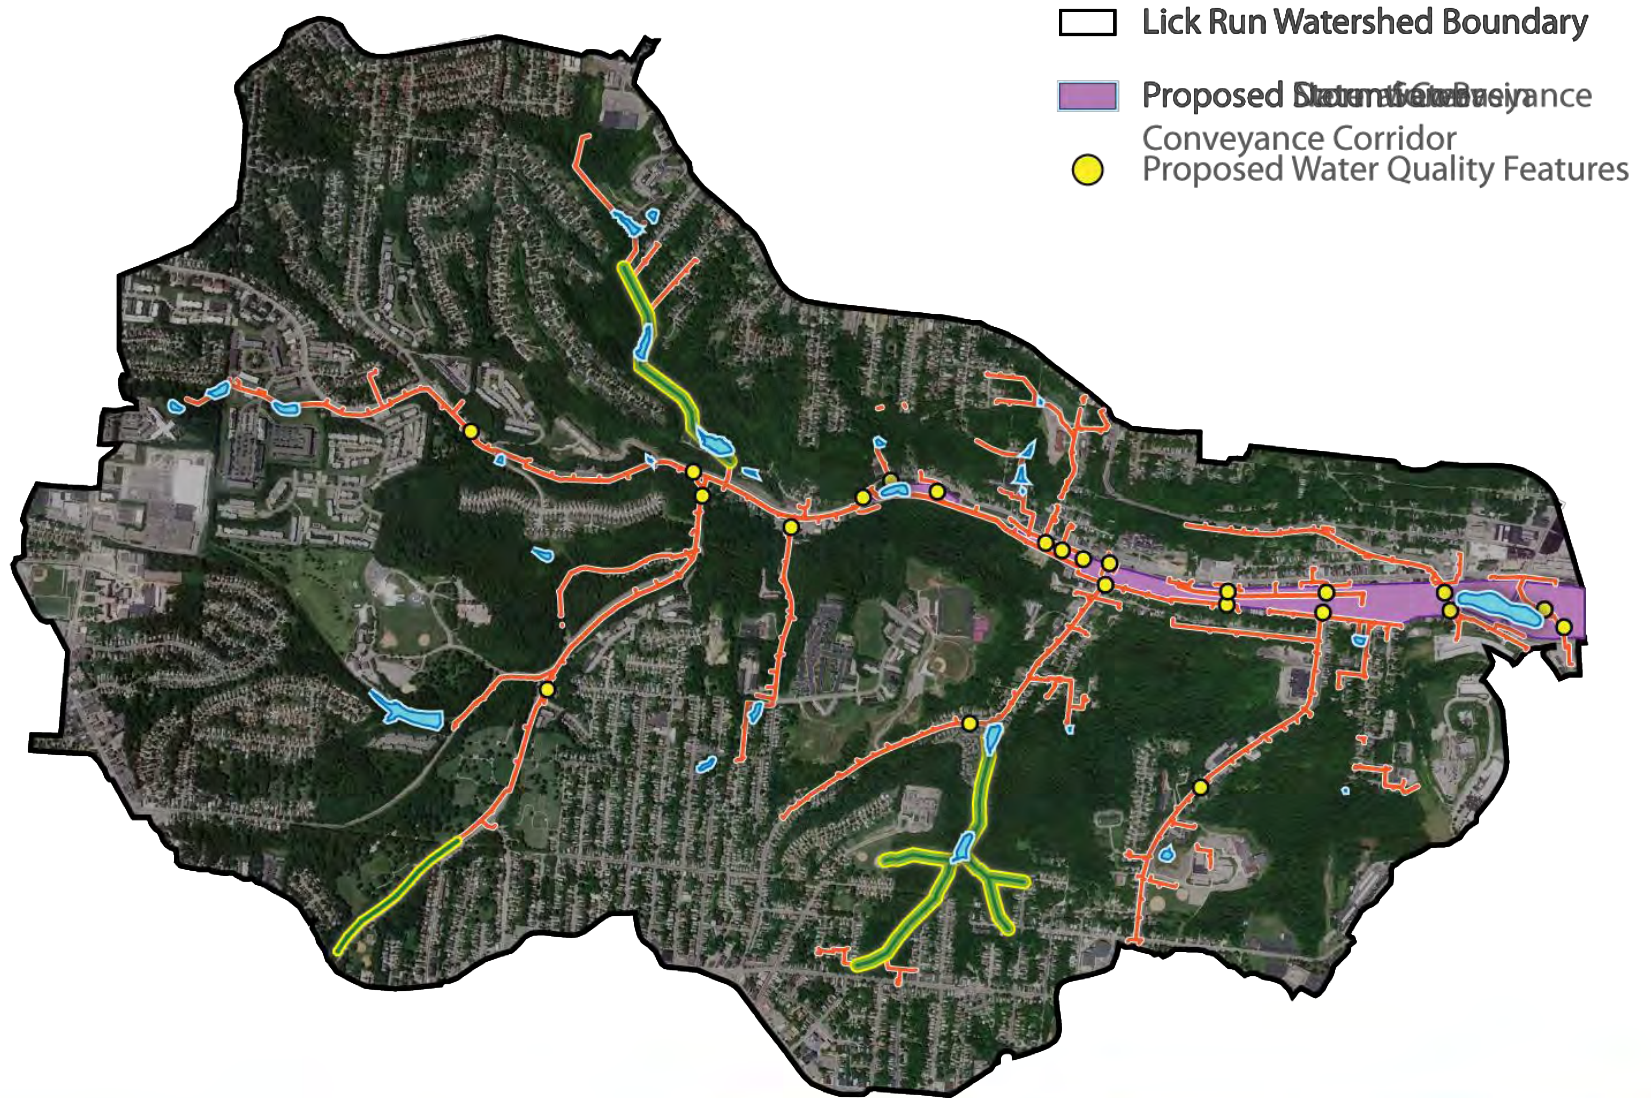 Lick Run Watershed Boundary
Proposed
Conveyance Corridor
Proposed Water Quality Features